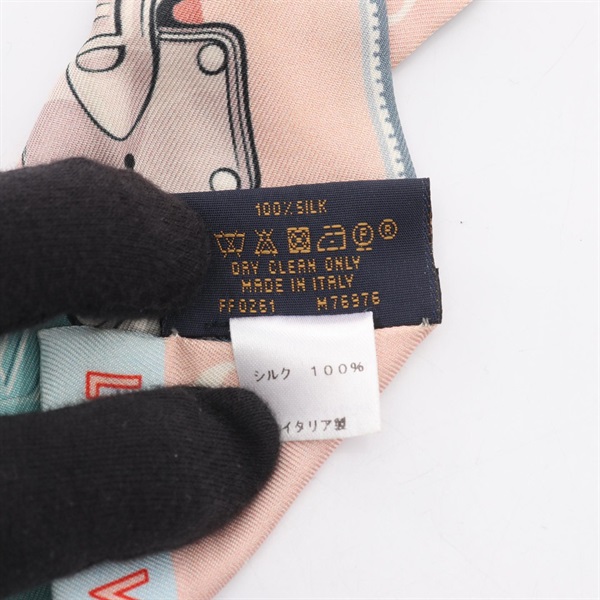 100% SILK
P ®
DRY CLEAN ONLY
MADE IN ITALY
FF0261 M76976
シルク 100%
イタリア製
V